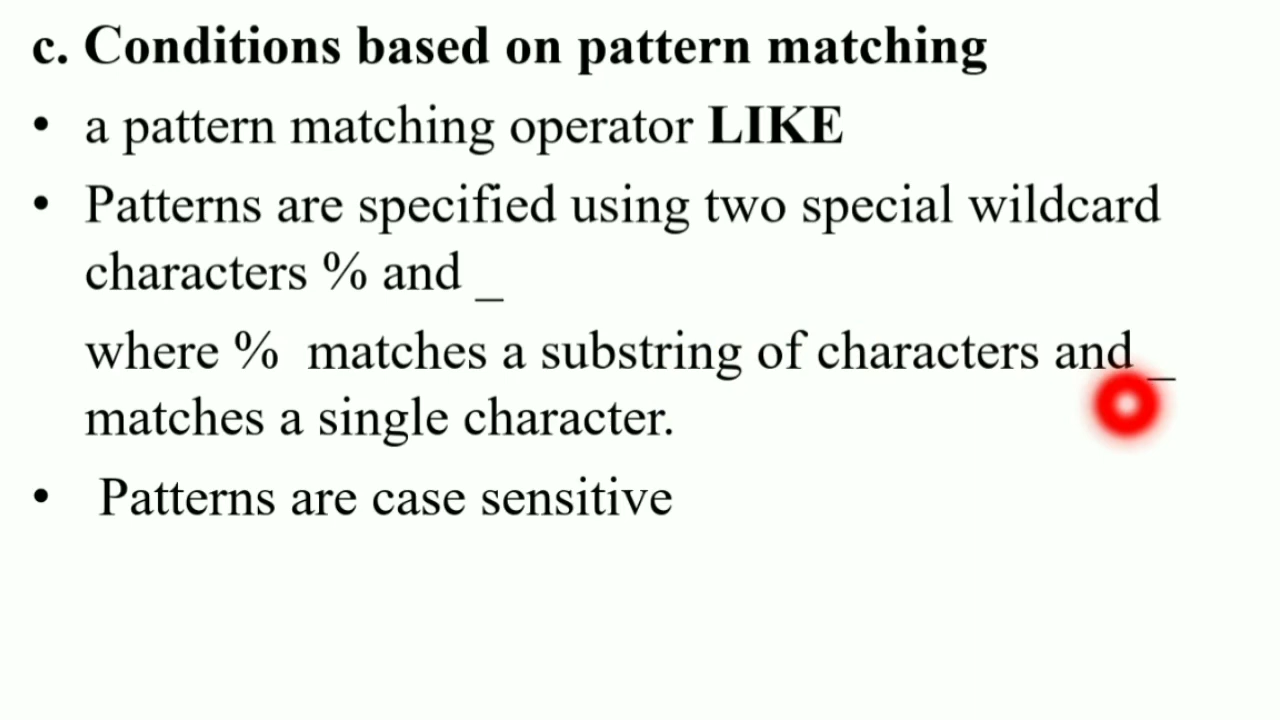 c. Conditions based on pattern matching
• a pattern matching operator LIKE
• Patterns are specified using two special wildcard
characters % and _
where % matches a substring of characters and _
matches a single character.
• Patterns are case sensitive